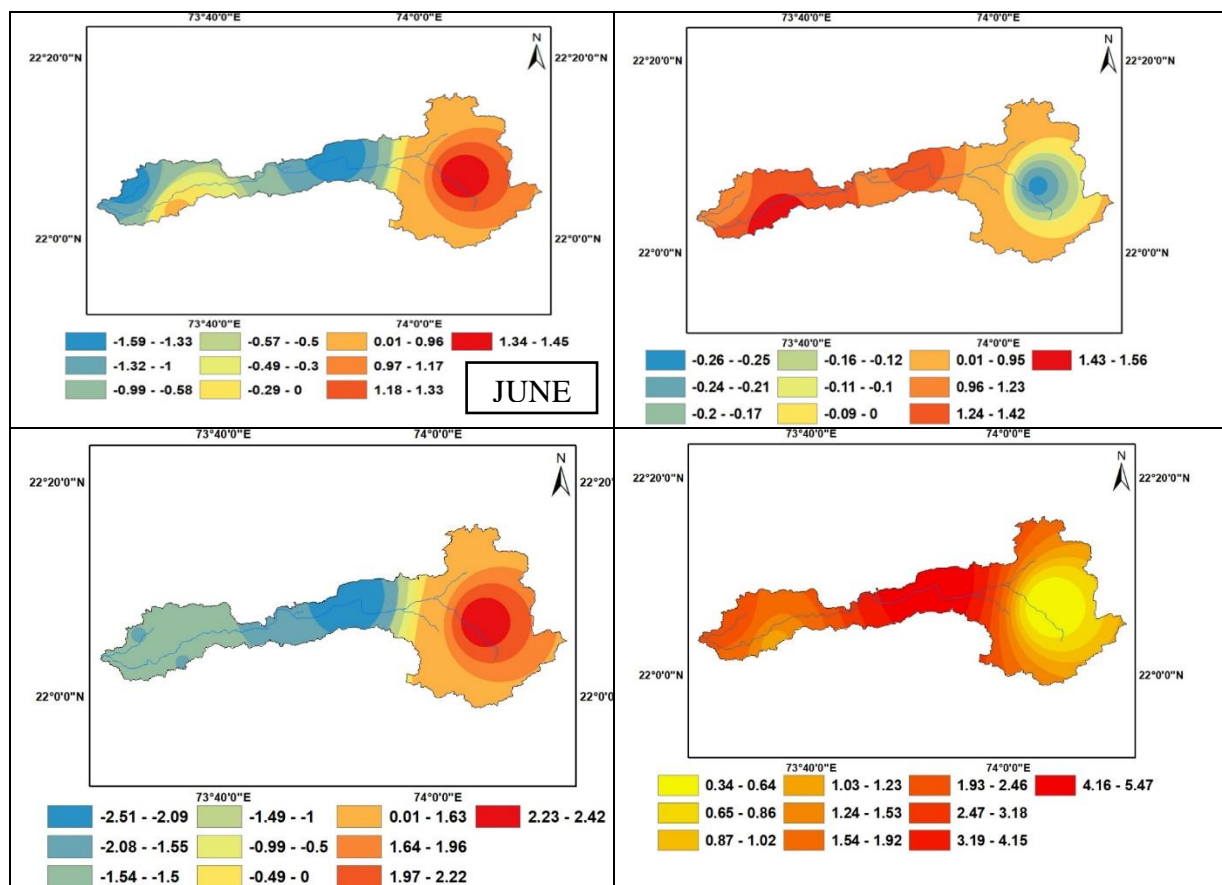 73°40'0"E 74°0'0"E
N
22°20'0"N 22°20'0"N
22°0'0"N 22°0'0"N
73°40'0"E 74°0'0"E
-1.59 - -1.33 -0.57 - -0.5 0.01 - 0.96 1.34 - 1.45
-1.32 - -1 -0.49 - -0.3 0.97 - 1.17
-0.99 - -0.58 -0.29 - 0 1.18 - 1.33
JUNE
73°40'0"E 74°0'0"E
N
22°20'0"N 22°20'0"N
22°0'0"N 22°0'0"N
73°40'0"E 74°0'0"E
-0.26 - -0.25 -0.16 - -0.12 0.01 - 0.95 1.43 - 1.56
-0.24 - -0.21 -0.11 - -0.1 0.96 - 1.23
-0.2 - -0.17 -0.09 - 0 1.24 - 1.42
73°40'0"E 74°0'0"E
N
22°20'0"N 22°20'0"
22°0'0"N 22°0'0"N
73°40'0"E 74°0'0"E
-2.51 - -2.09 -1.49 - -1 0.01 - 1.63 2.23 - 2.42
-2.08 - -1.55 -0.99 - -0.5 1.64 - 1.96
-1.54 - -1.5 -0.49 - 0 1.97 - 2.22
73°40'0"E 74°0'0"E
N
22°20'0"N 22°20'0"N
22°0'0"N 22°0'0"N
73°40'0"E 74°0'0"E
0.34 - 0.64 1.03 - 1.23 1.93 - 2.46 4.16 - 5.47
0.65 - 0.86 1.24 - 1.53 2.47 - 3.18
0.87 - 1.02 1.54 - 1.92 3.19 - 4.15